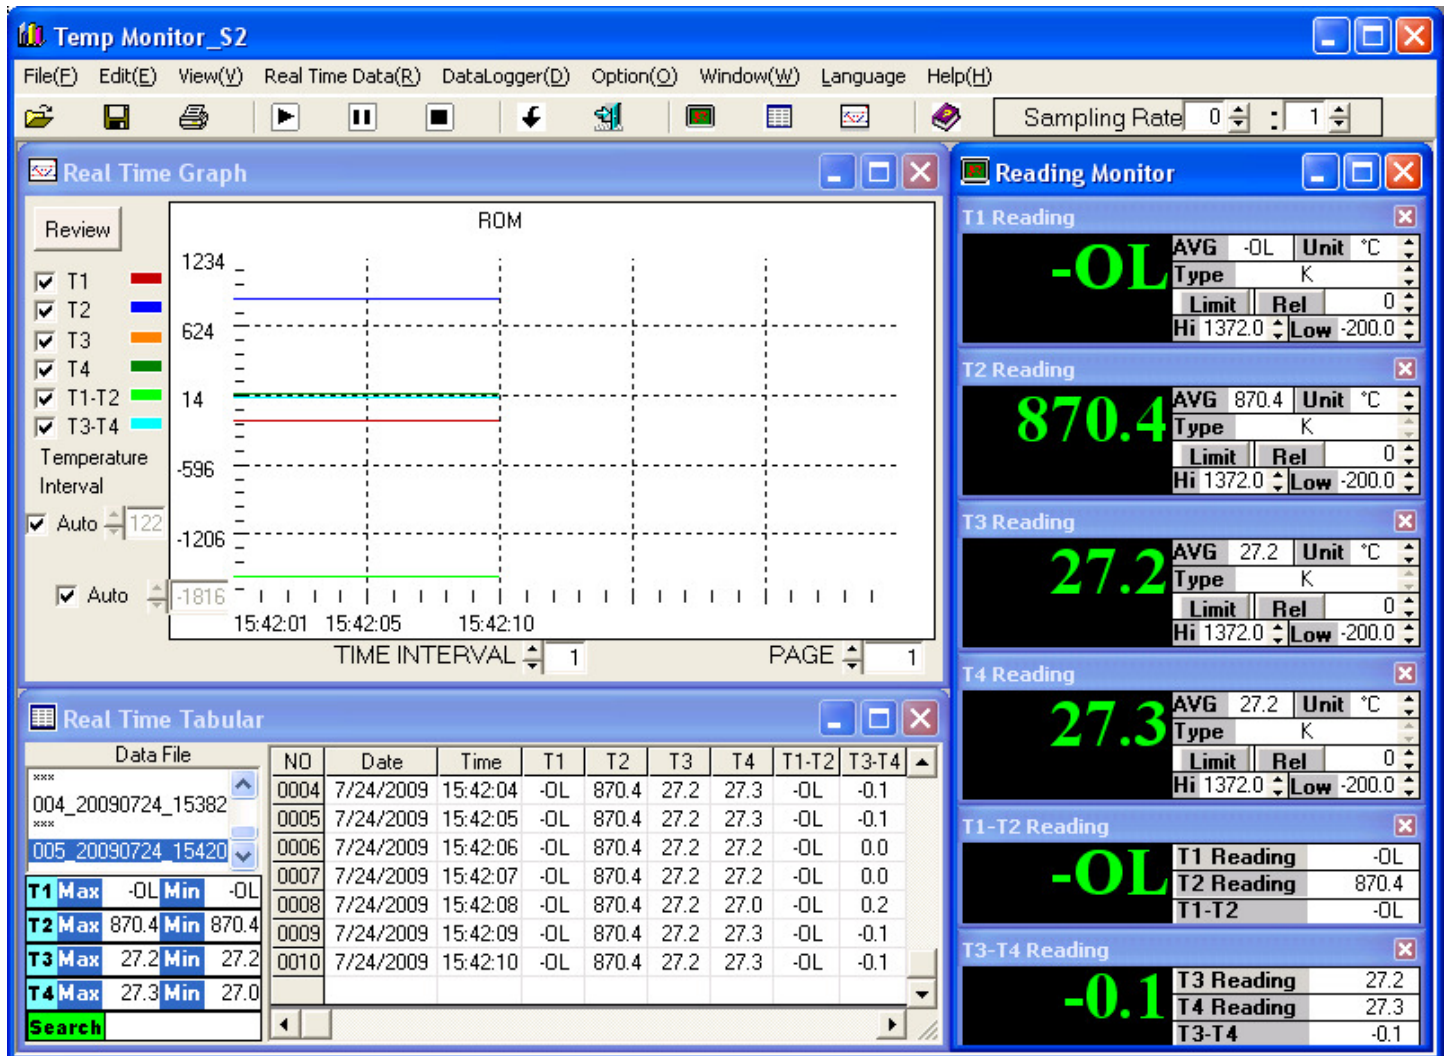 Temp Monitor_S2
File(F) Edit(E) View(V) Real Time Data(R) DataLogger(D) Option(O) Window(W) Language Help(H)
Sampling Rate 0 : 1
Real Time Graph
Review
ROM
1234
624
14
-596
-1206
-1816
T1
T2
T3
T4
T1-T2
T3-T4
Temperature
Interval
Auto 122
Auto
15:42:01 15:42:05 15:42:10
TIME INTERVAL 1 PAGE 1
Real Time Tabular
Data File
***
004_20090724_15382
***
005_20090724_15420
T1 Max -OL Min -OL
T2 Max 870.4 Min 870.4
T3 Max 27.2 Min 27.2
T4 Max 27.3 Min 27.0
Search
NO Date Time T1 T2 T3 T4 T1-T2 T3-T4
0004 7/24/2009 15:42:04 -OL 870.4 27.2 27.3 -OL -0.1
0005 7/24/2009 15:42:05 -OL 870.4 27.2 27.3 -OL -0.1
0006 7/24/2009 15:42:06 -OL 870.4 27.2 27.2 -OL 0.0
0007 7/24/2009 15:42:07 -OL 870.4 27.2 27.2 -OL 0.0
0008 7/24/2009 15:42:08 -OL 870.4 27.2 27.0 -OL 0.2
0009 7/24/2009 15:42:09 -OL 870.4 27.2 27.3 -OL -0.1
0010 7/24/2009 15:42:10 -OL 870.4 27.2 27.3 -OL -0.1
Reading Monitor
T1 Reading
-OL
AVG -OL Unit °C
Type K
Limit Rel 0
Hi 1372.0 Low -200.0
T2 Reading
870.4
AVG 870.4 Unit °C
Type K
Limit Rel 0
Hi 1372.0 Low -200.0
T3 Reading
27.2
AVG 27.2 Unit °C
Type K
Limit Rel 0
Hi 1372.0 Low -200.0
T4 Reading
27.3
AVG 27.2 Unit °C
Type K
Limit Rel 0
Hi 1372.0 Low -200.0
T1-T2 Reading
-OL
T1 Reading -OL
T2 Reading 870.4
T1-T2 -OL
T3-T4 Reading
-0.1
T3 Reading 27.2
T4 Reading 27.3
T3-T4 -0.1